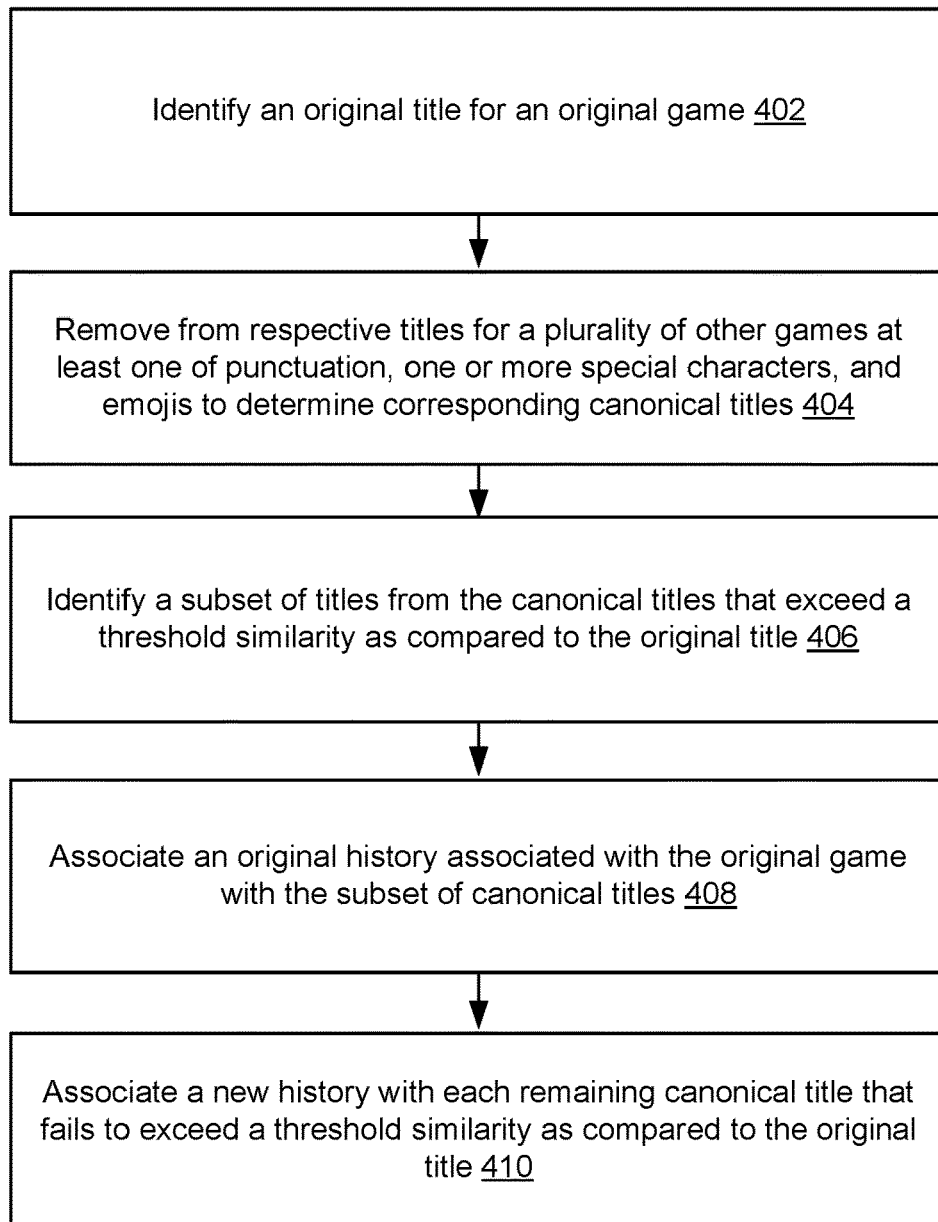 Identify an original title for an original game 402
Remove from respective titles for a plurality of other games at
least one of punctuation, one or more special characters, and
emojis to determine corresponding canonical titles 404
Identify a subset of titles from the canonical titles that exceed a
threshold similarity as compared to the original title 406
Associate an original history associated with the original game
with the subset of canonical titles 408
Associate a new history with each remaining canonical title that
fails to exceed a threshold similarity as compared to the original
title 410